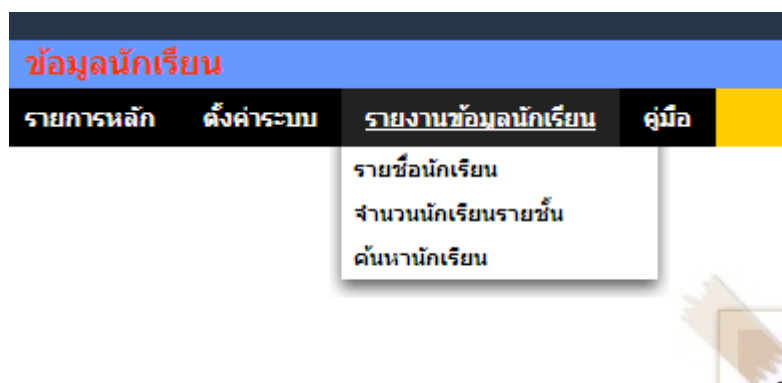 ข้อมูลนักเรียน
รายการหลัก ตั้งค่าระบบ รายงานข้อมูลนักเรียน คู่มือ
รายชื่อนักเรียน
จำนวนนักเรียนรายชั้น
ค้นหานักเรียน